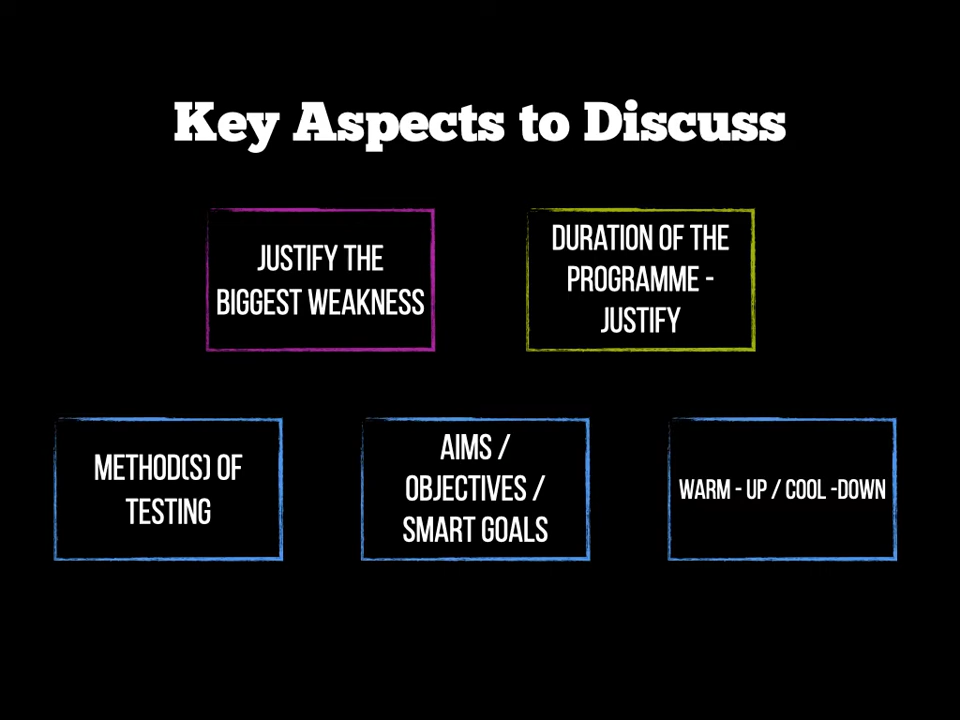 Key Aspects to Discuss
JUSTIFY THE
BIGGEST WEAKNESS
DURATION OF THE
PROGRAMME -
JUSTIFY
METHOD(S) OF
TESTING
AIMS /
OBJECTIVES /
SMART GOALS
WARM - UP / COOL -DOWN